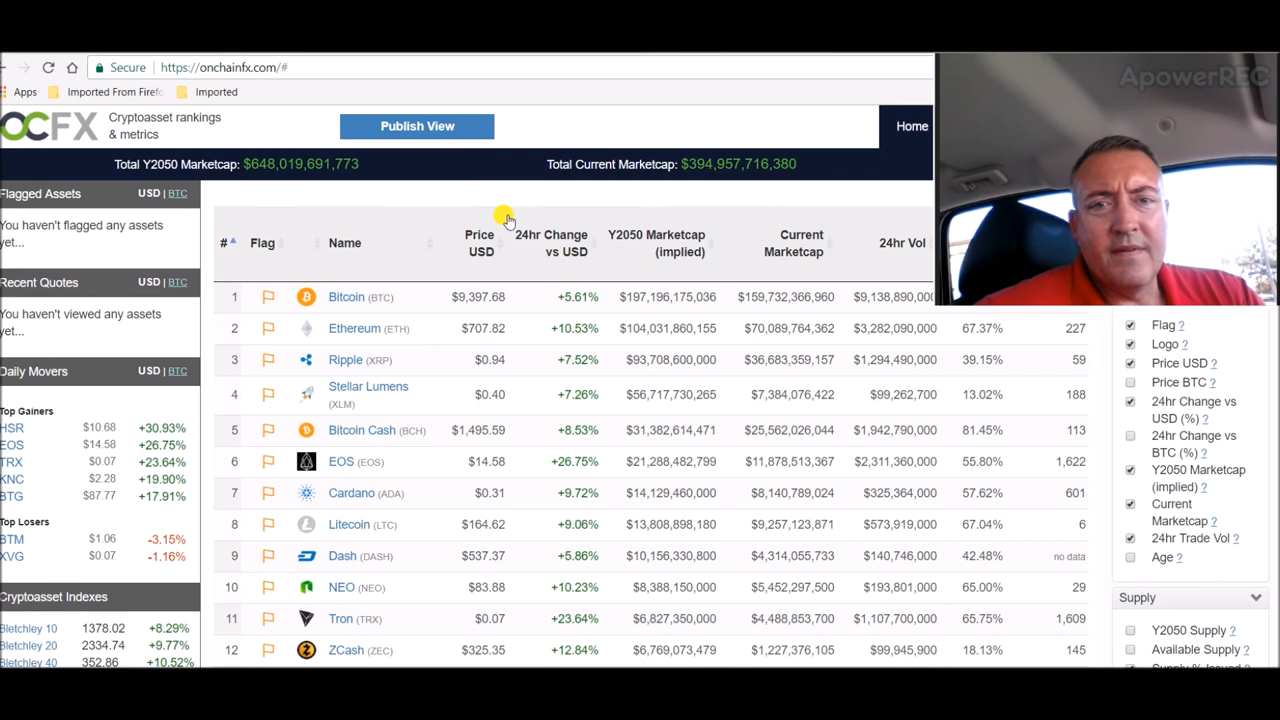 ApowerREC
Secure https://onchainfx.com/#
Apps Imported From Firefo Imported
OCFX Cryptoasset rankings
& metrics
Publish View
Home
Total Y2050 Marketcap: $648,019,691,773 Total Current Marketcap: $394,957,716,380
Flagged Assets USD | BTC
You haven't flagged any assets
yet...
Recent Quotes USD | BTC
You haven't viewed any assets
yet...
Daily Movers USD | BTC
Top Gainers
HSR $10.68 +30.93%
EOS $14.58 +26.75%
TRX $0.07 +23.64%
KNC $2.28 +19.90%
BTG $87.77 +17.91%
Top Losers
BTM $1.06 -3.15%
XVG $0.07 -1.16%
Cryptoasset Indexes
Bletchley 10 1378.02 +8.29%
Bletchley 20 2334.74 +9.77%
Bletchley 40 352.86 +10.52%
# Flag Name Price
USD 24hr Change
vs USD Y2050 Marketcap
(implied) Current
Marketcap 24hr Vol
1 Bitcoin (BTC) $9,397.68 +5.61% $197,196,175,036 $159,732,366,960 $9,138,890,000
2 Ethereum (ETH) $707.82 +10.53% $104,031,860,155 $70,089,764,362 $3,282,090,000 67.37% 227
3 Ripple (XRP) $0.94 +7.52% $93,708,600,000 $36,683,359,157 $1,294,490,000 39.15% 59
4 Stellar Lumens
(XLM) $0.40 +7.26% $56,717,730,265 $7,384,076,422 $99,262,700 13.02% 188
5 Bitcoin Cash (BCH) $1,495.59 +8.53% $31,382,614,471 $25,562,026,044 $1,942,790,000 81.45% 113
6 EOS (EOS) $14.58 +26.75% $21,288,482,799 $11,878,513,367 $2,311,360,000 55.80% 1,622
7 Cardano (ADA) $0.31 +9.72% $14,129,460,000 $8,140,789,024 $325,364,000 57.62% 601
8 Litecoin (LTC) $164.62 +9.06% $13,808,898,180 $9,257,123,871 $573,919,000 67.04% 6
9 Dash (DASH) $537.37 +5.86% $10,156,330,800 $4,314,055,733 $140,746,000 42.48% no data
10 NEO (NEO) $83.88 +10.23% $8,388,150,000 $5,452,297,500 $193,801,000 65.00% 29
11 Tron (TRX) $0.07 +23.64% $6,827,350,000 $4,488,853,700 $1,107,700,000 65.75% 1,609
12 ZCash (ZEC) $325.35 +12.84% $6,769,073,479 $1,227,376,105 $99,945,900 18.13% 145
Flag ?
Logo ?
Price USD ?
Price BTC ?
24hr Change vs
USD (%) ?
24hr Change vs
BTC (%) ?
Y2050 Marketcap
(implied) ?
Current
Marketcap ?
24hr Trade Vol ?
Age ?
Supply
Y2050 Supply ?
Available Supply ?
Supply % Issued ?